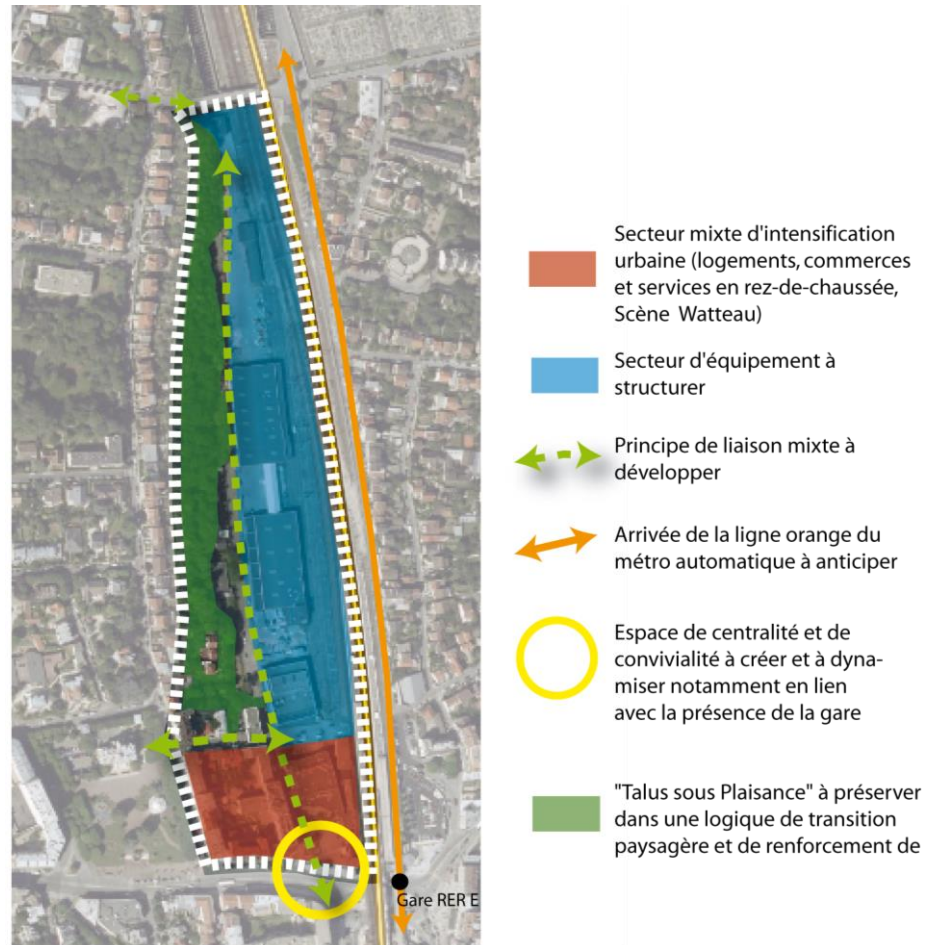 Secteur mixte d'intensification
urbaine (logements, commerces
et services en rez-de-chaussée,
Scène Watteau)
Secteur d'équipement à
structurer
Principe de liaison mixte à
développer
Arrivée de la ligne orange du
métro automatique à anticiper
Espace de centralité et de
convivialité à créer et à dyna-
miser notamment en lien
avec la présence de la gare
"Talus sous Plaisance" à préserver
dans une logique de transition
paysagère et de renforcement de
Gare RER E